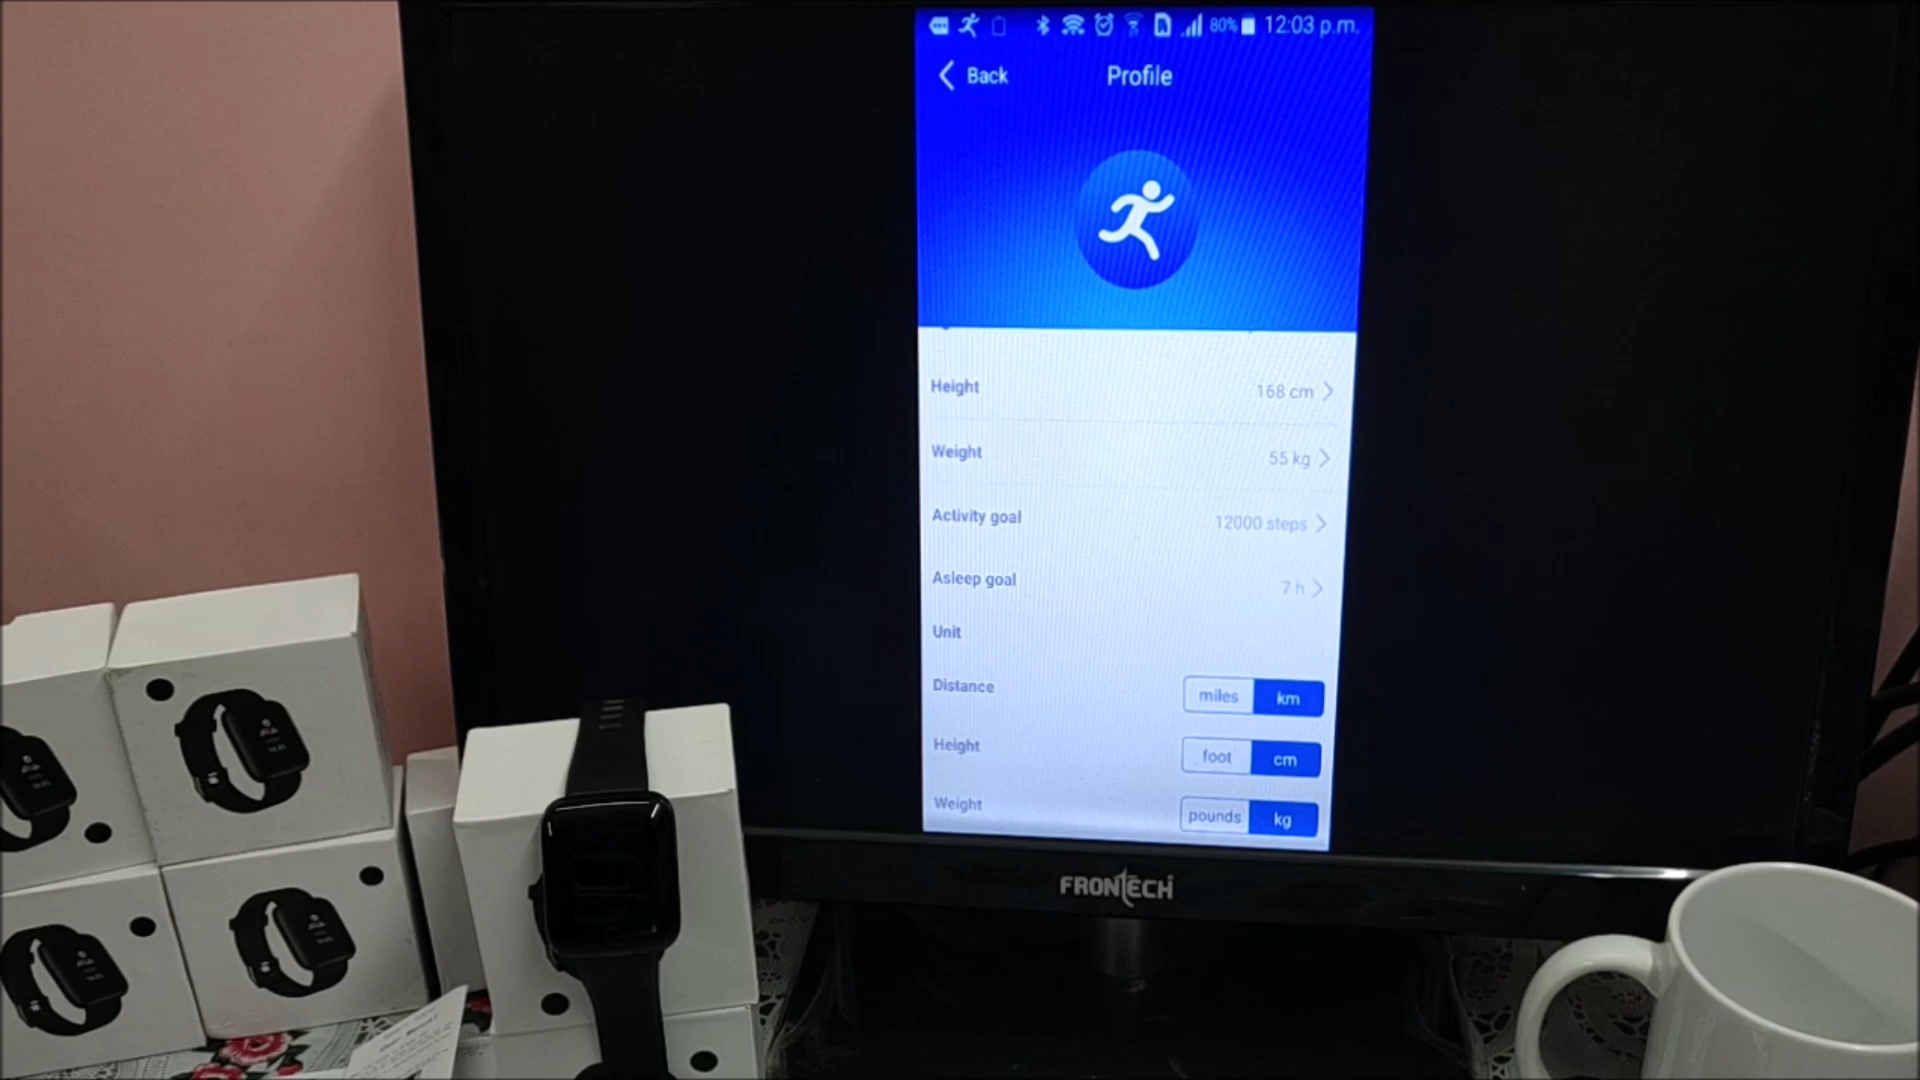 80% 12:03 p.m.
Back Profile
Height 168 cm
Weight 55 kg
Activity goal 12000 steps
Asleep goal 7 h
Unit
Distance miles km
Height foot cm
Weight pounds kg
FRONTECH